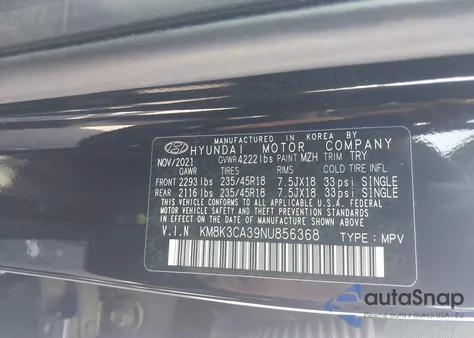 MANUFACTURED IN KOREA BY
HYUNDAI MOTOR COMPANY
NOV/2021 GVWR 4222 lbs PAINT MZH TRIM TRY
GAWR TIRES RIMS COLD TIRE INFL
FRONT 2293 lbs 235/45R18 7.5JX18 33psi SINGLE
REAR 2116 lbs 235/45R18 7.5JX18 33psi SINGLE
THIS VEHICLE CONFORMS TO ALL APPLICABLE U.S.A. FEDERAL
MOTOR VEHICLE SAFETY, BUMPER, AND THEFT PREVENTION
STANDARDS IN EFFECT ON THE DATE OF MANUFACTURE SHOWN ABOVE.
V.I.N KM8K3CA39NU856368 TYPE: MPV
autoSnap